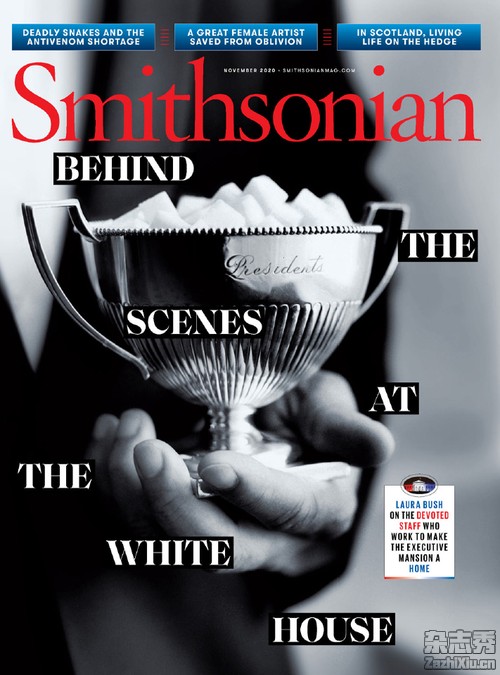 DEADLY SNAKES AND THE
ANTIVENOM SHORTAGE
A GREAT FEMALE ARTIST
SAVED FROM OBLIVION
IN SCOTLAND, LIVING
LIFE ON THE HEDGE
NOVEMBER 2020 • SMITHSONIANMAG.COM
Smithsonian
BEHIND
THE
Presidents
SCENES
AT
THE
WHITE
HOUSE
LAURA BUSH
ON THE DEVOTED
STAFF WHO
WORK TO MAKE
THE EXECUTIVE
MANSION A
HOME
杂志秀
ZaZhiXiu.cn